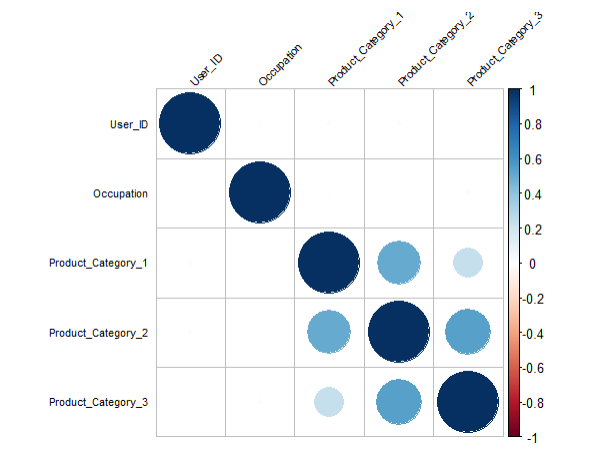 User_ID
Occupation
Product_Category_1
Product_Category_2
Product_Category_3
User_ID
Occupation
Product_Category_1
Product_Category_2
Product_Category_3
1
0.8
0.6
0.4
0.2
0
-0.2
-0.4
-0.6
-0.8
-1